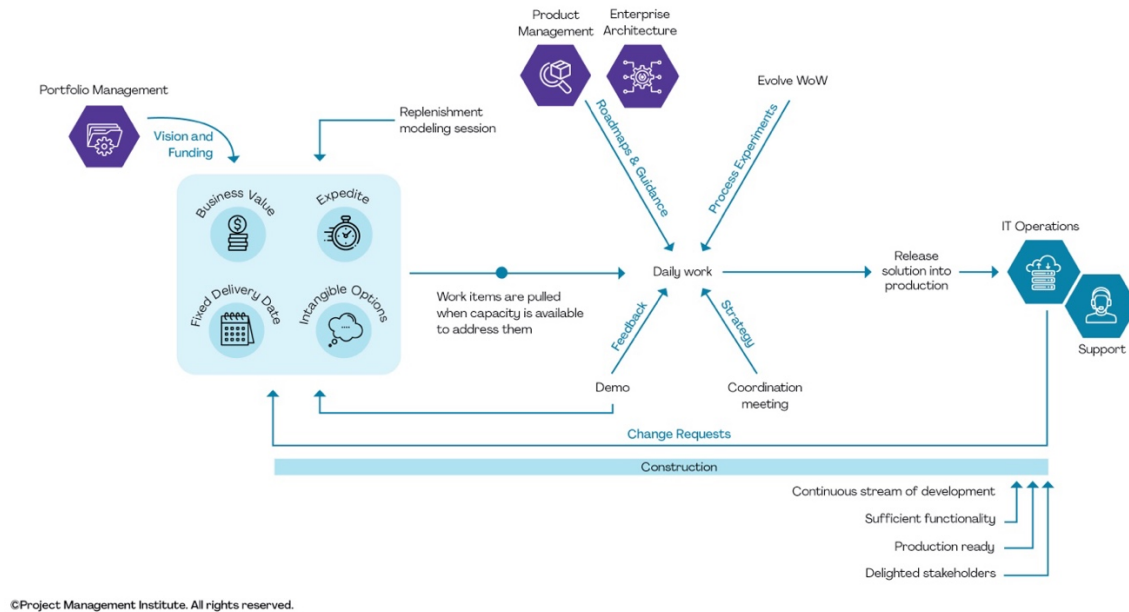 Product
Management
Enterprise
Architecture
Portfolio Management
Vision and
Funding
Replenishment
modeling session
Evolve WoW
Roadmaps & Guidance
Process Experiments
Business Value
$
Expedite
Fixed Delivery Date
Intangible Options
Work items are pulled
when capacity is available
to address them
Daily work
Release
solution into
production
IT Operations
Support
Feedback
Strategy
Demo
Coordination
meeting
Change Requests
Construction
Continuous stream of development
Sufficient functionality
Production ready
Delighted stakeholders
©Project Management Institute. All rights reserved.